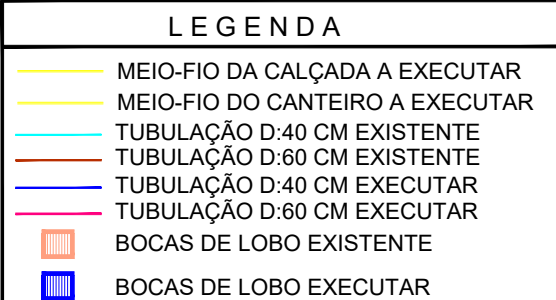 LEGENDA
MEIO-FIO DA CALÇADA A EXECUTAR
MEIO-FIO DO CANTEIRO A EXECUTAR
TUBULAÇÃO D:40 CM EXISTENTE
TUBULAÇÃO D:60 CM EXISTENTE
TUBULAÇÃO D:40 CM EXECUTAR
TUBULAÇÃO D:60 CM EXECUTAR
BOCAS DE LOBO EXISTENTE
BOCAS DE LOBO EXECUTAR